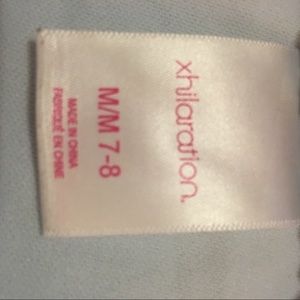 xhilaration.
M/M 7-8
MADE IN CHINA
FABRIQUÉ EN CHINE